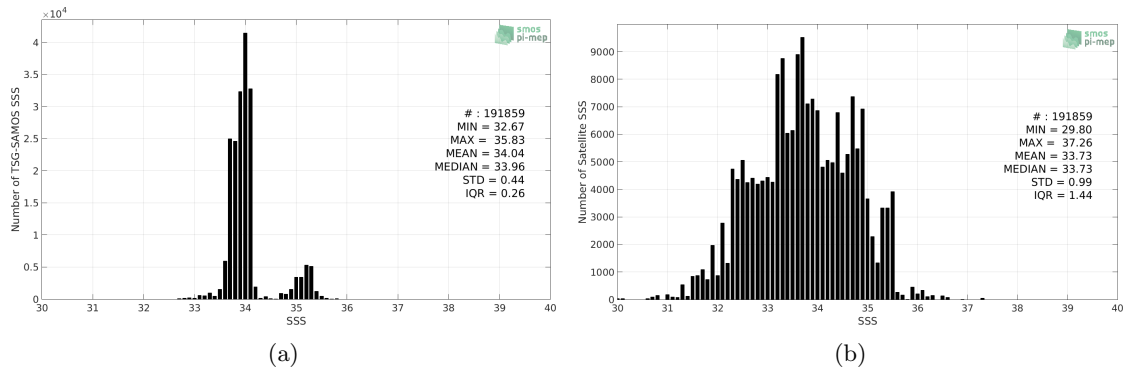 ×10⁴
4
3.5
3
2.5
2
1.5
1
0.5
0
Number of TSG-SAMOS SSS
30 31 32 33 34 35 36 37 38 39 40
SSS
smos
pi-mep
# : 191859
MIN = 32.67
MAX = 35.83
MEAN = 34.04
MEDIAN = 33.96
STD = 0.44
IQR = 0.26
(a)
9000
8000
7000
6000
5000
4000
3000
2000
1000
0
Number of Satellite SSS
30 31 32 33 34 35 36 37 38 39 40
SSS
smos
pi-mep
# : 191859
MIN = 29.80
MAX = 37.26
MEAN = 33.73
MEDIAN = 33.73
STD = 0.99
IQR = 1.44
(b)